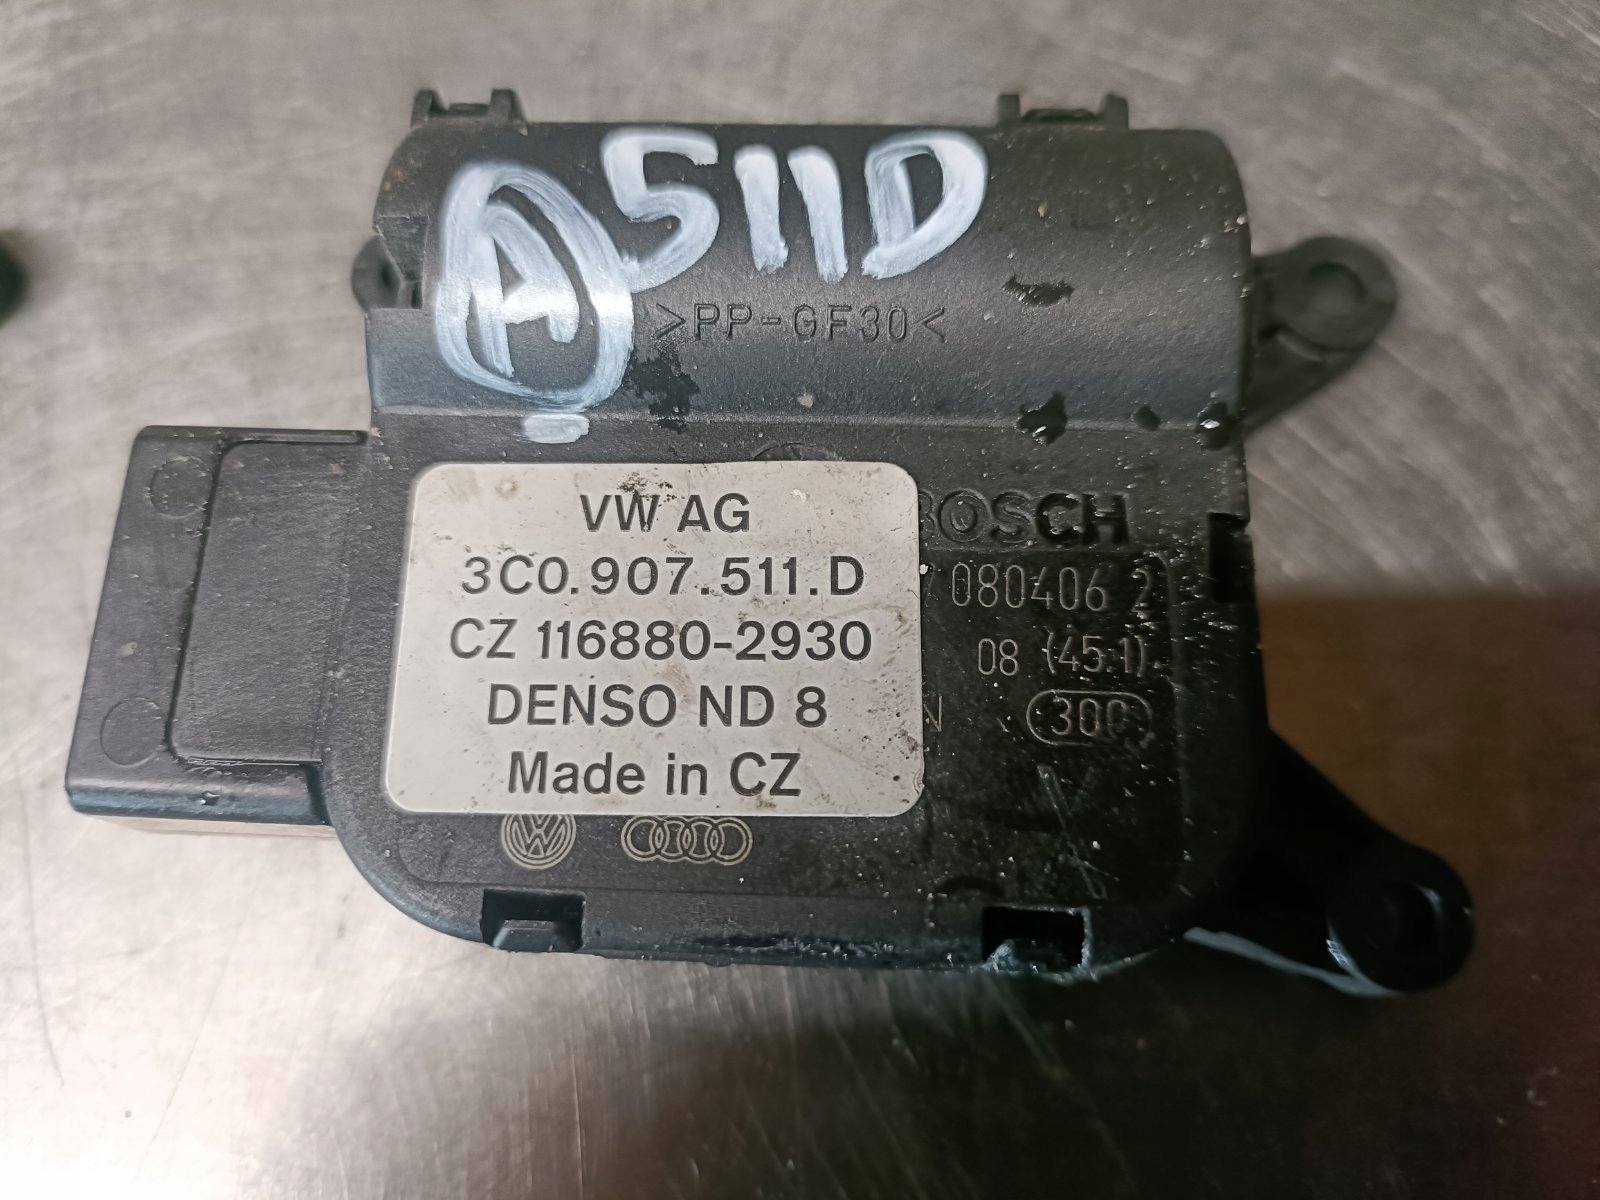 A 511D
>PP-GF30<
VW AG
3C0.907.511.D
CZ 116880-2930
DENSO ND 8
Made in CZ
BOSCH
080406 2
08 (45:1)
300